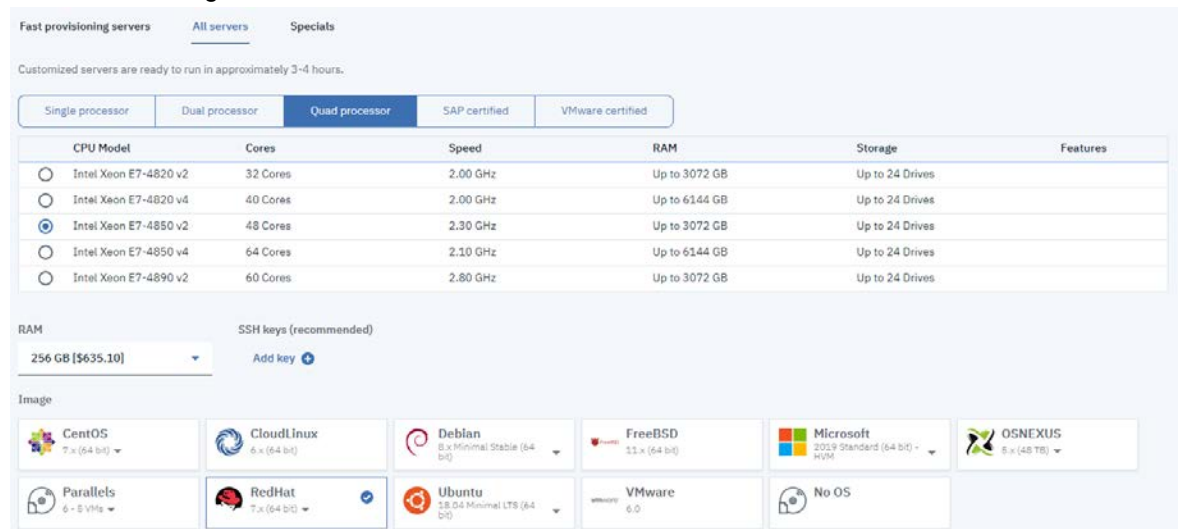 Fast provisioning servers All servers Specials
Customized servers are ready to run in approximately 3-4 hours.
Single processor Dual processor Quad processor SAP certified VMware certified
CPU Model Cores Speed RAM Storage Features
Intel Xeon E7-4820 v2 32 Cores 2.00 GHz Up to 3072 GB Up to 24 Drives
Intel Xeon E7-4820 v4 40 Cores 2.00 GHz Up to 6144 GB Up to 24 Drives
Intel Xeon E7-4850 v2 48 Cores 2.30 GHz Up to 3072 GB Up to 24 Drives
Intel Xeon E7-4850 v4 64 Cores 2.10 GHz Up to 6144 GB Up to 24 Drives
Intel Xeon E7-4890 v2 60 Cores 2.80 GHz Up to 3072 GB Up to 24 Drives
RAM SSH keys (recommended)
256 GB [$635.10] Add key
Image
CentOS
7.x (64 bit)
CloudLinux
6.x (64 bit)
Debian
8.x Minimal Stable (64
bit)
FreeBSD
11.x (64 bit)
Microsoft
2019 Standard (64 bit) -
HVM
OSNEXUS
5.x (48 TB)
Parallels
6 - 8 VMs
RedHat
7.x (64 bit)
Ubuntu
18.04 Minimal LTS (64
bit)
vmware
VMware
6.0
No OS